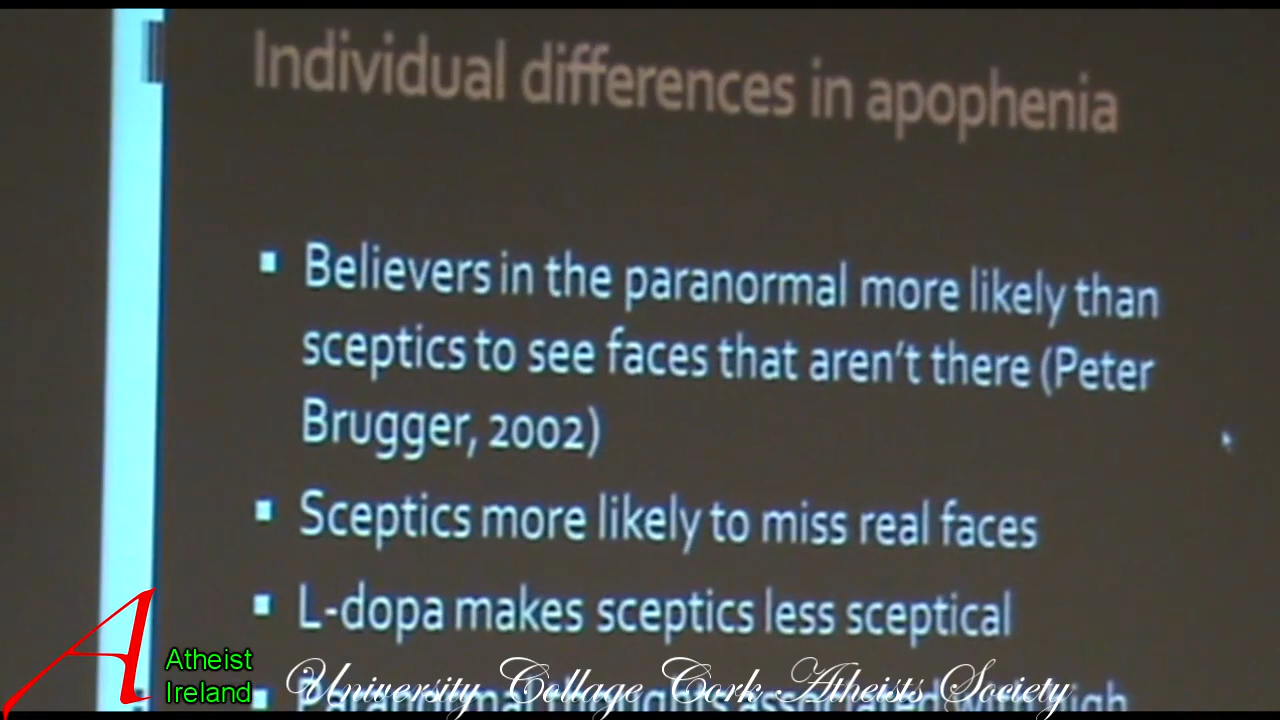 Individual differences in apophenia
Believers in the paranormal more likely than
sceptics to see faces that aren't there (Peter
Brugger, 2002)
Sceptics more likely to miss real faces
L-dopa makes sceptics less sceptical
Atheist
Ireland
University Collage Cork Atheists Society
Paranormal